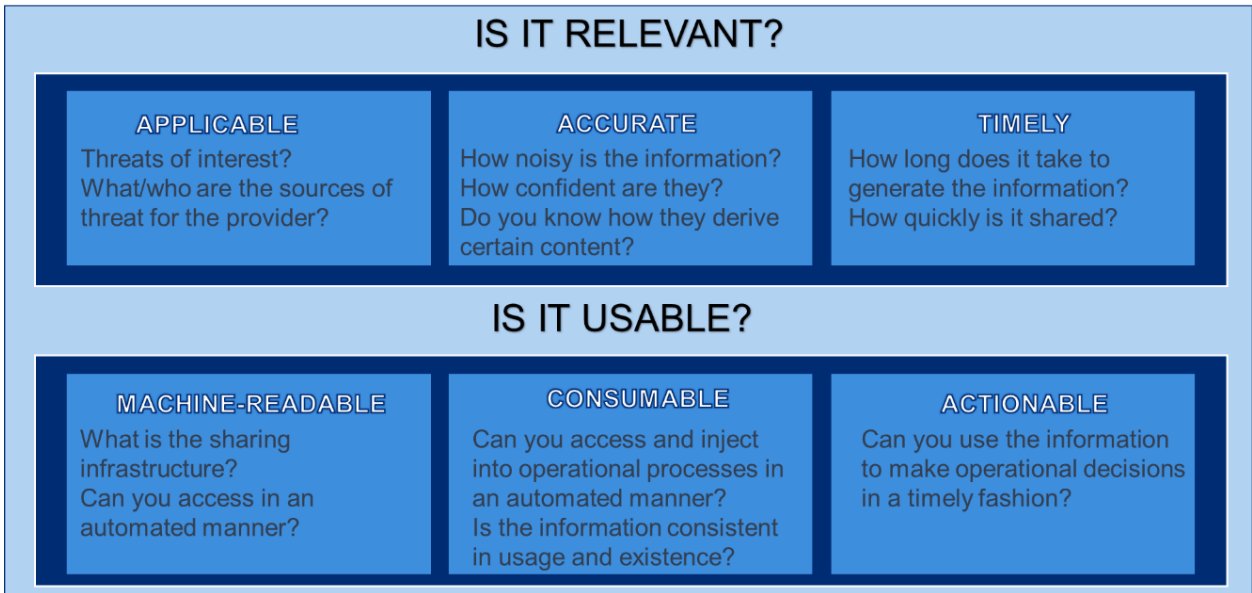 IS IT RELEVANT?
APPLICABLE
Threats of interest?
What/who are the sources of
threat for the provider?
ACCURATE
How noisy is the information?
How confident are they?
Do you know how they derive
certain content?
TIMELY
How long does it take to
generate the information?
How quickly is it shared?
IS IT USABLE?
MACHINE-READABLE
What is the sharing
infrastructure?
Can you access in an
automated manner?
CONSUMABLE
Can you access and inject
into operational processes in
an automated manner?
Is the information consistent
in usage and existence?
ACTIONABLE
Can you use the information
to make operational decisions
in a timely fashion?